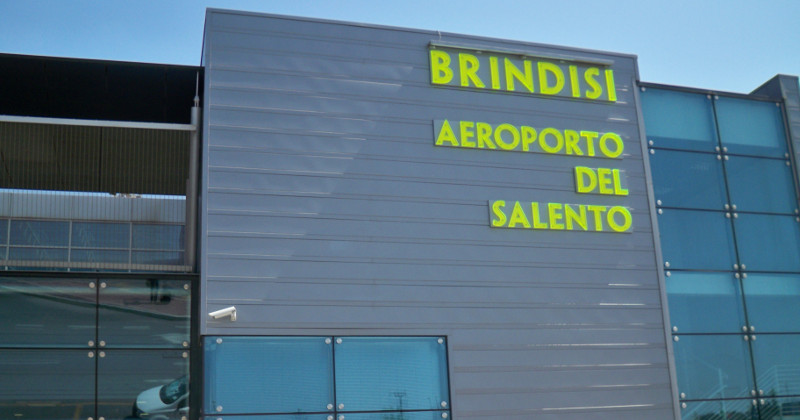 BRINDISI
AEROPORTO
DEL
SALENTO